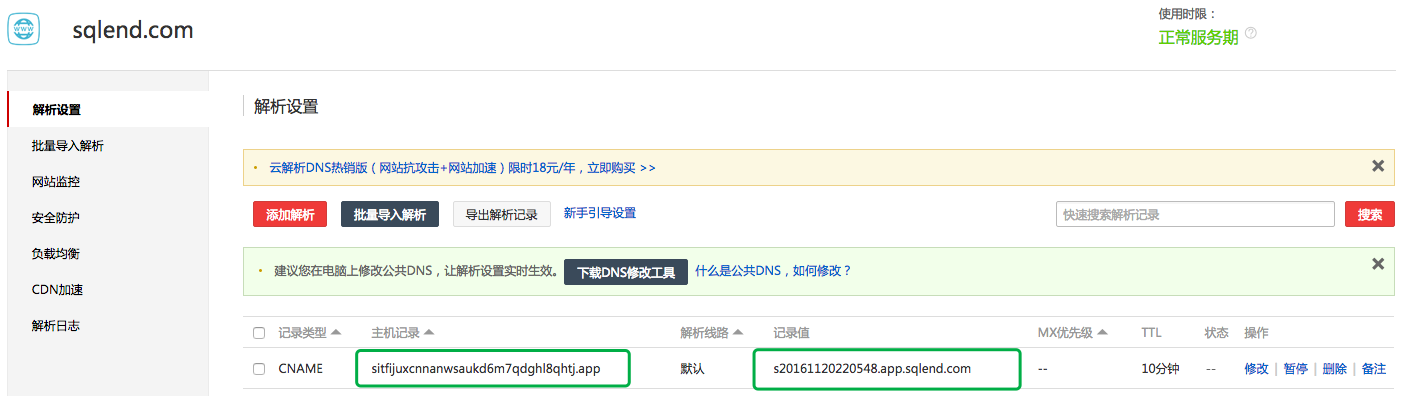 www
sqlend.com
使用时限：
正常服务期 ?
解析设置
批量导入解析
网站监控
安全防护
负载均衡
CDN加速
解析日志
解析设置
云解析DNS热销版（网站抗攻击+网站加速）限时18元/年，立即购买 >>
添加解析 批量导入解析 导出解析记录 新手引导设置 快速搜索解析记录 搜索
建议您在电脑上修改公共DNS，让解析设置实时生效。 下载DNS修改工具 什么是公共DNS，如何修改？
记录类型 主机记录 解析线路 记录值 MX优先级 TTL 状态 操作
CNAME sitfijuxcnnanwsaukd6m7qdghl8qhtj.app 默认 s20161120220548.app.sqlend.com -- 10分钟 -- 修改 | 暂停 | 删除 | 备注